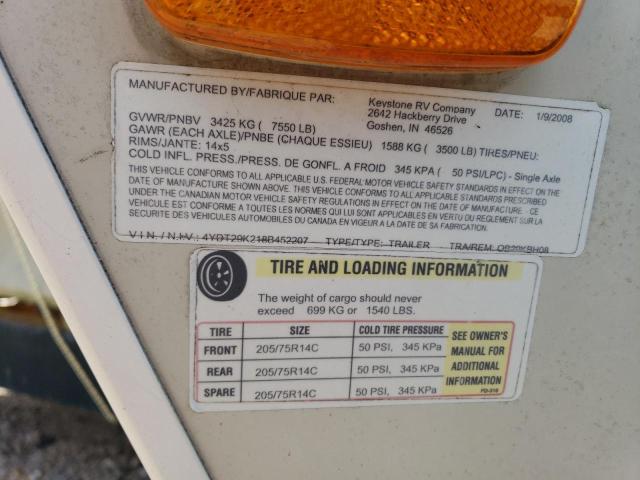 MANUFACTURED BY/FABRIQUE PAR: Keystone RV Company DATE: 1/9/2008
2642 Hackberry Drive
GVWR/PNBV 3425 KG ( 7550 LB) Goshen, IN 46526
GAWR (EACH AXLE)/PNBE (CHAQUE ESSIEU) 1588 KG ( 3500 LB) TIRES/PNEU:
RIMS/JANTE: 14x5
COLD INFL. PRESS./PRESS. DE GONFL. A FROID 345 KPA ( 50 PSI/LPC) - Single Axle
THIS VEHICLE CONFORMS TO ALL APPLICABLE U.S. FEDERAL MOTOR VEHICLE SAFETY STANDARDS IN EFFECT ON THE
DATE OF MANUFACTURE SHOWN ABOVE. THIS VEHICLE CONFORMS TO ALL APPLICABLE STANDARDS PRESCRIBED
UNDER THE CANADIAN MOTOR VEHICLE SAFETY REGULATIONS IN EFFECT ON THE DATE OF MANUFACTURE. CE
VEHICULE EST CONFORME A TOUTES LES NORMES QUI LUI SONT APPLICABLES EN VERTU DU REGLEMENT SUR LA
SECURITE DES VEHICULES AUTOMOBILES DU CANADA EN VIGUEUR A LA DATE DE SA FABRICATION
V.I.N. / N.I.V.: 4YDT29K218B452207 TYPE/TYPE: TRAILER TRA/REM: OB29KBH08
TIRE AND LOADING INFORMATION
The weight of cargo should never
exceed 699 KG or 1540 LBS.
TIRE SIZE COLD TIRE PRESSURE
FRONT 205/75R14C 50 PSI, 345 KPa
REAR 205/75R14C 50 PSI, 345 KPa
SPARE 205/75R14C 50 PSI, 345 KPa
SEE OWNER'S
MANUAL FOR
ADDITIONAL
INFORMATION